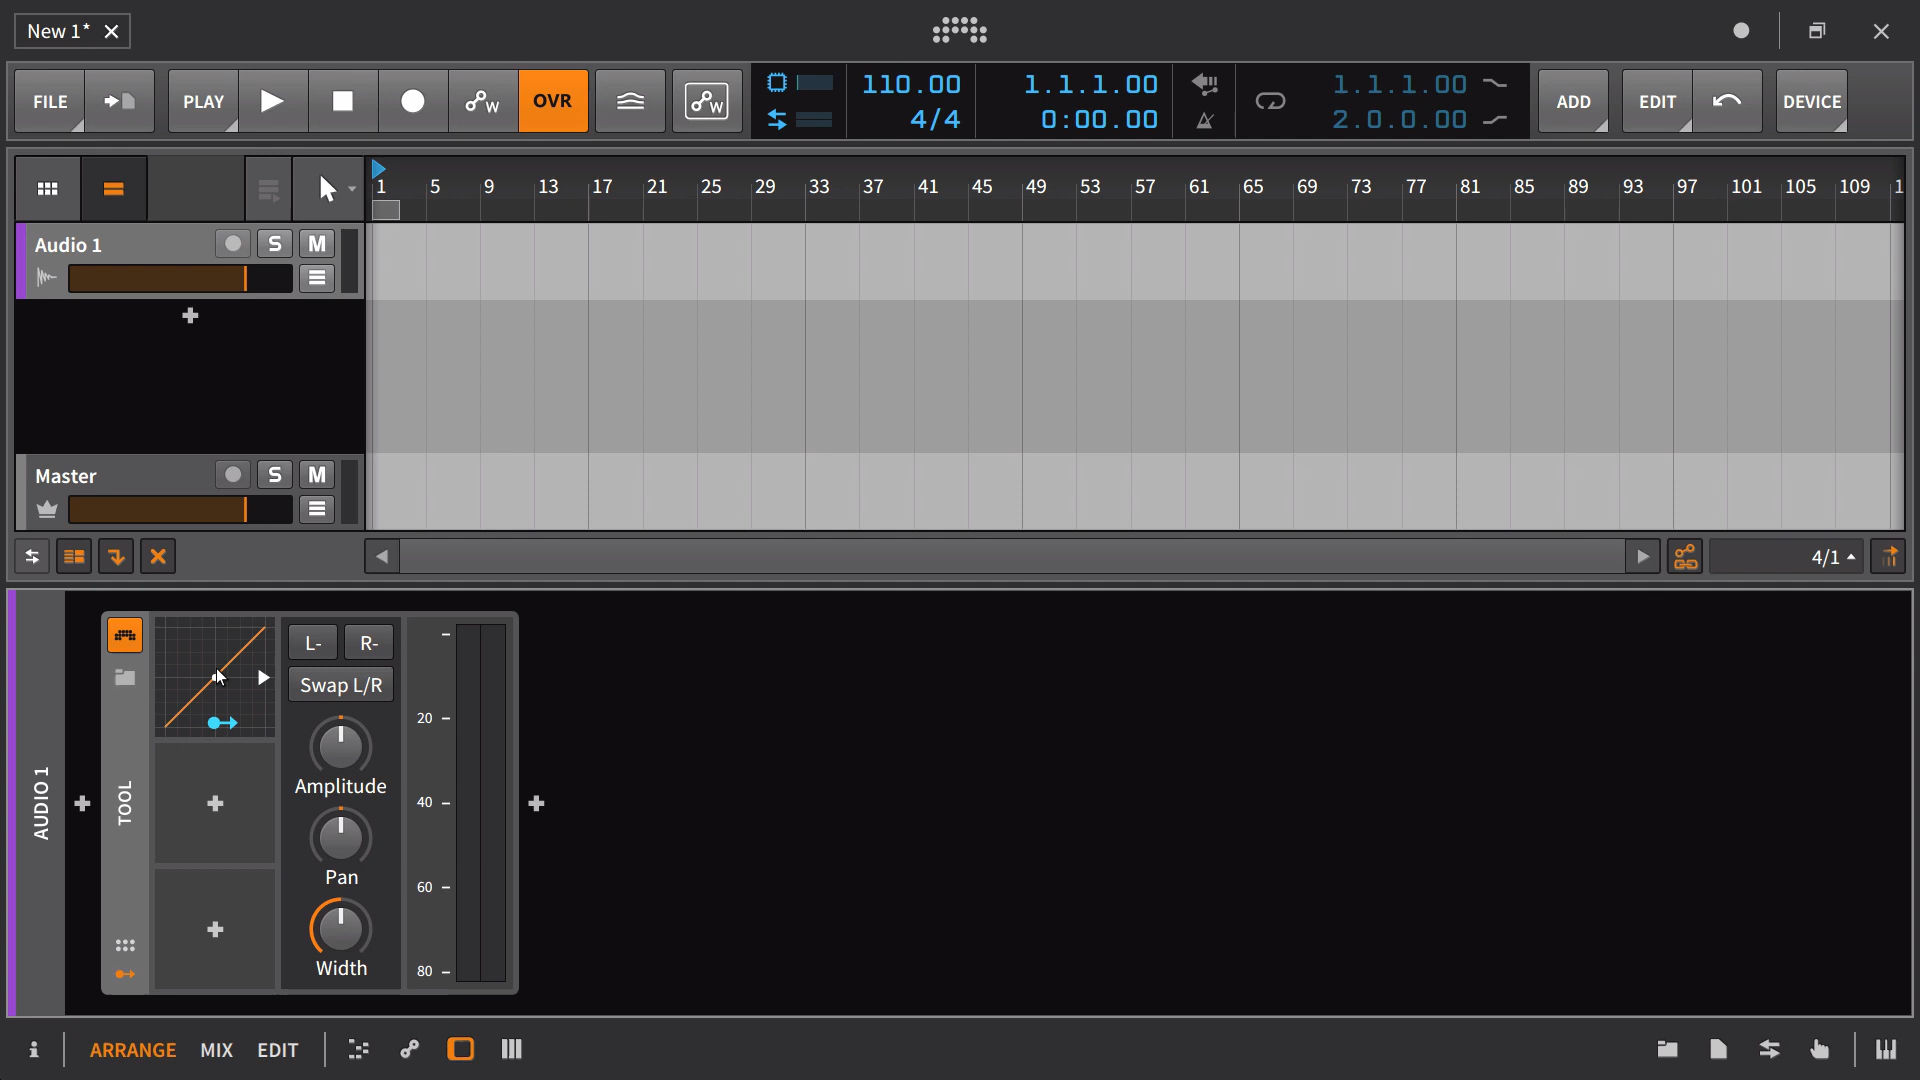 New 1*
FILE PLAY OVR 110.00 1.1.1.00 1.1.1.00 ADD EDIT DEVICE
4/4 0:00.00 2.0.0.00
1 5 9 13 17 21 25 29 33 37 41 45 49 53 57 61 65 69 73 77 81 85 89 93 97 101 105 109 1
Audio 1 S M
Master S M
4/1
AUDIO 1
TOOL
L- R-
Swap L/R
Amplitude
Pan
Width
20
40
60
80
ARRANGE MIX EDIT